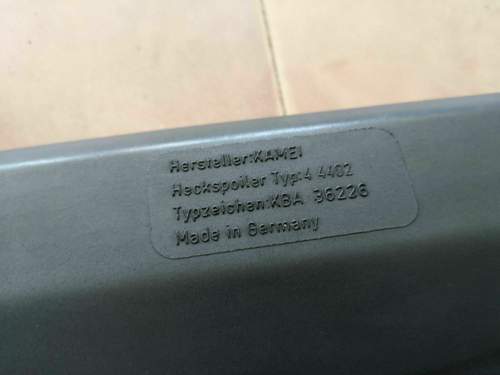 Hersteller:KAMEI
Heckspoiler Typ:4 4402
Typzeichen:KBA 36226
Made in Germany